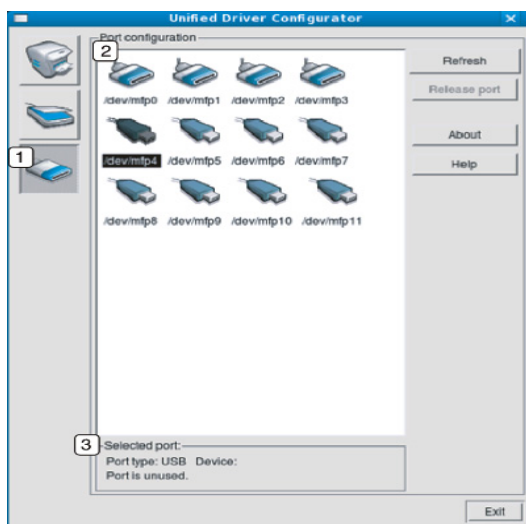 Unified Driver Configurator
Port configuration
2
/dev/mfp0 /dev/mfp1 /dev/mfp2 /dev/mfp3
/dev/mfp4 /dev/mfp5 /dev/mfp6 /dev/mfp7
/dev/mfp8 /dev/mfp9 /dev/mfp10 /dev/mfp11
Refresh
Release port
About
Help
1
3
Selected port:
Port type: USB Device:
Port is unused.
Exit